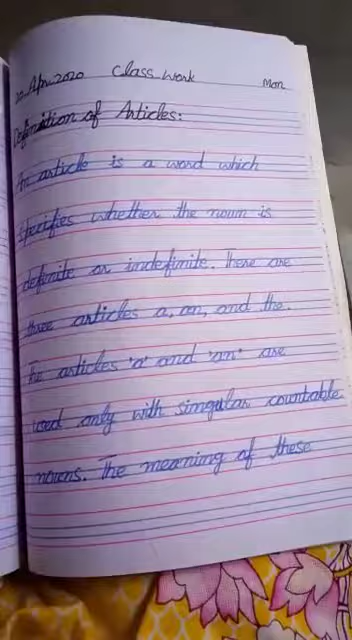 20 Apr 2020 Class Work Mon
Definition of Articles:
An article is a word which
specifies whether the noun is
definite or indefinite. There are
three articles a, an, and the.
The articles 'a' and 'an' are
used only with singular countable
nouns. The meaning of these